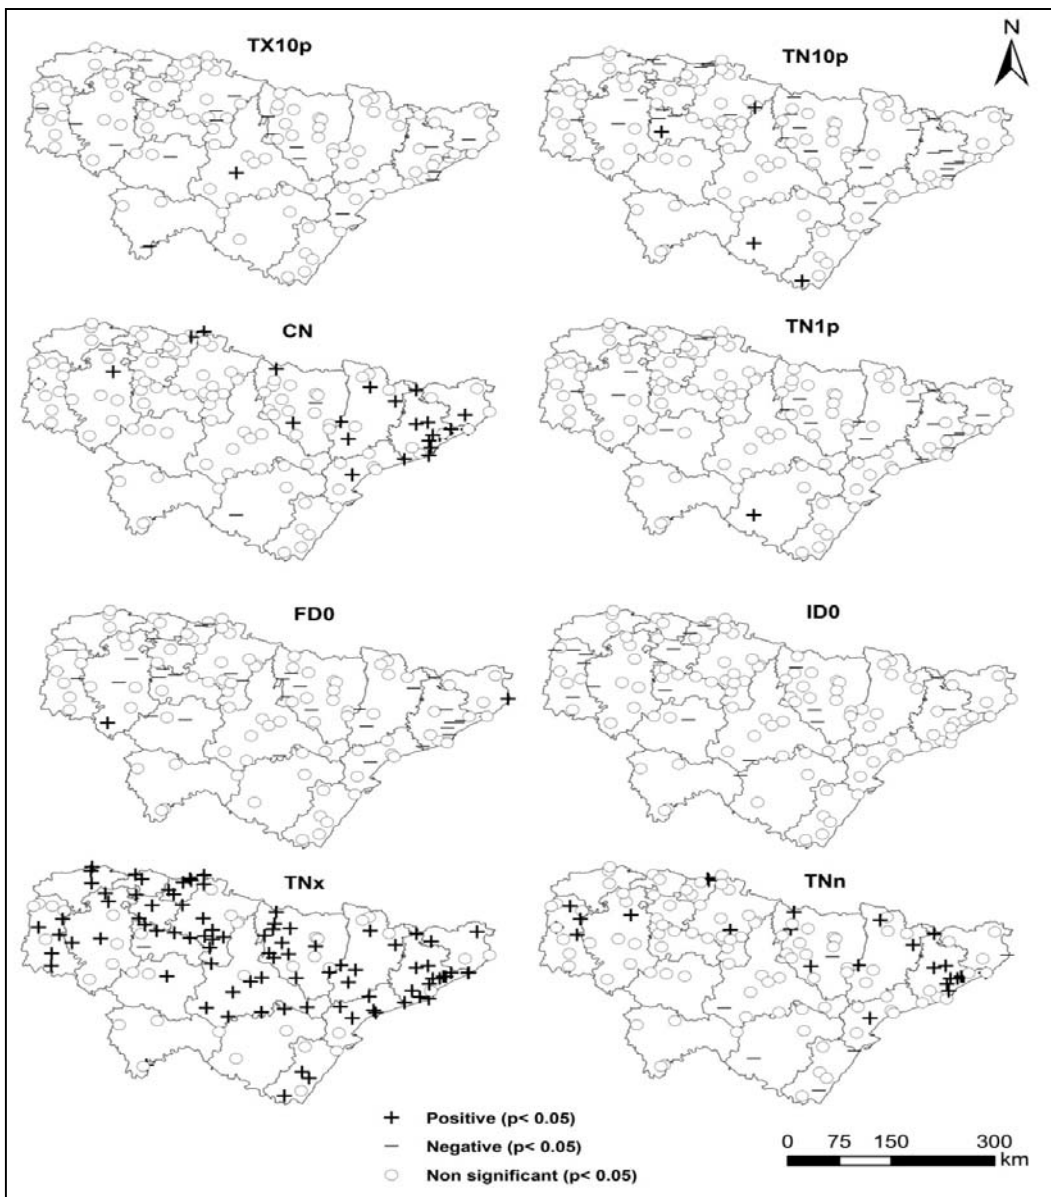 N
TX10p
TN10p
CN
TN1p
FD0
ID0
TNx
TNn
Positive (p< 0.05)
Negative (p< 0.05)
Non significant (p< 0.05)
0 75 150 300
km